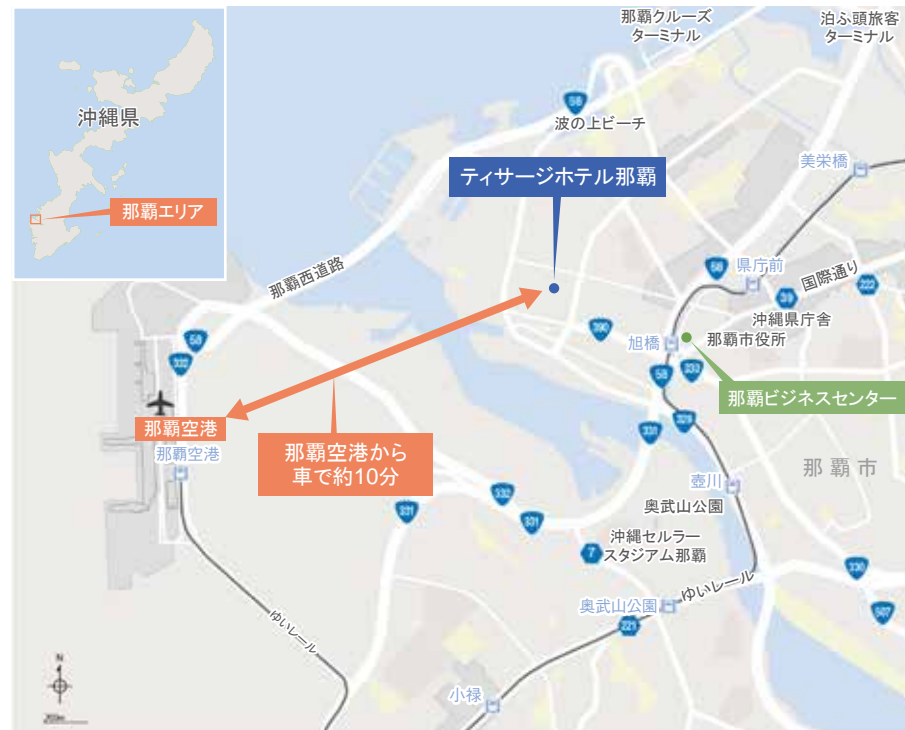 沖縄県
那覇エリア
那覇クルーズ
ターミナル
泊ふ頭旅客
ターミナル
58
波の上ビーチ
美栄橋
ティサージホテル那覇
那覇西道路
58
県庁前
国際通り
39
222
沖縄県庁舎
那覇市役所
390
旭橋
58
332
58
330
329
331
那覇ビジネスセンター
那覇空港
那覇空港
那覇空港から
車で約10分
那覇市
壺川
奥武山公園
331
332
331
沖縄セルラー
スタジアム那覇
7
ゆいレール
330
507
奥武山公園
221
ゆいレール
小禄
N